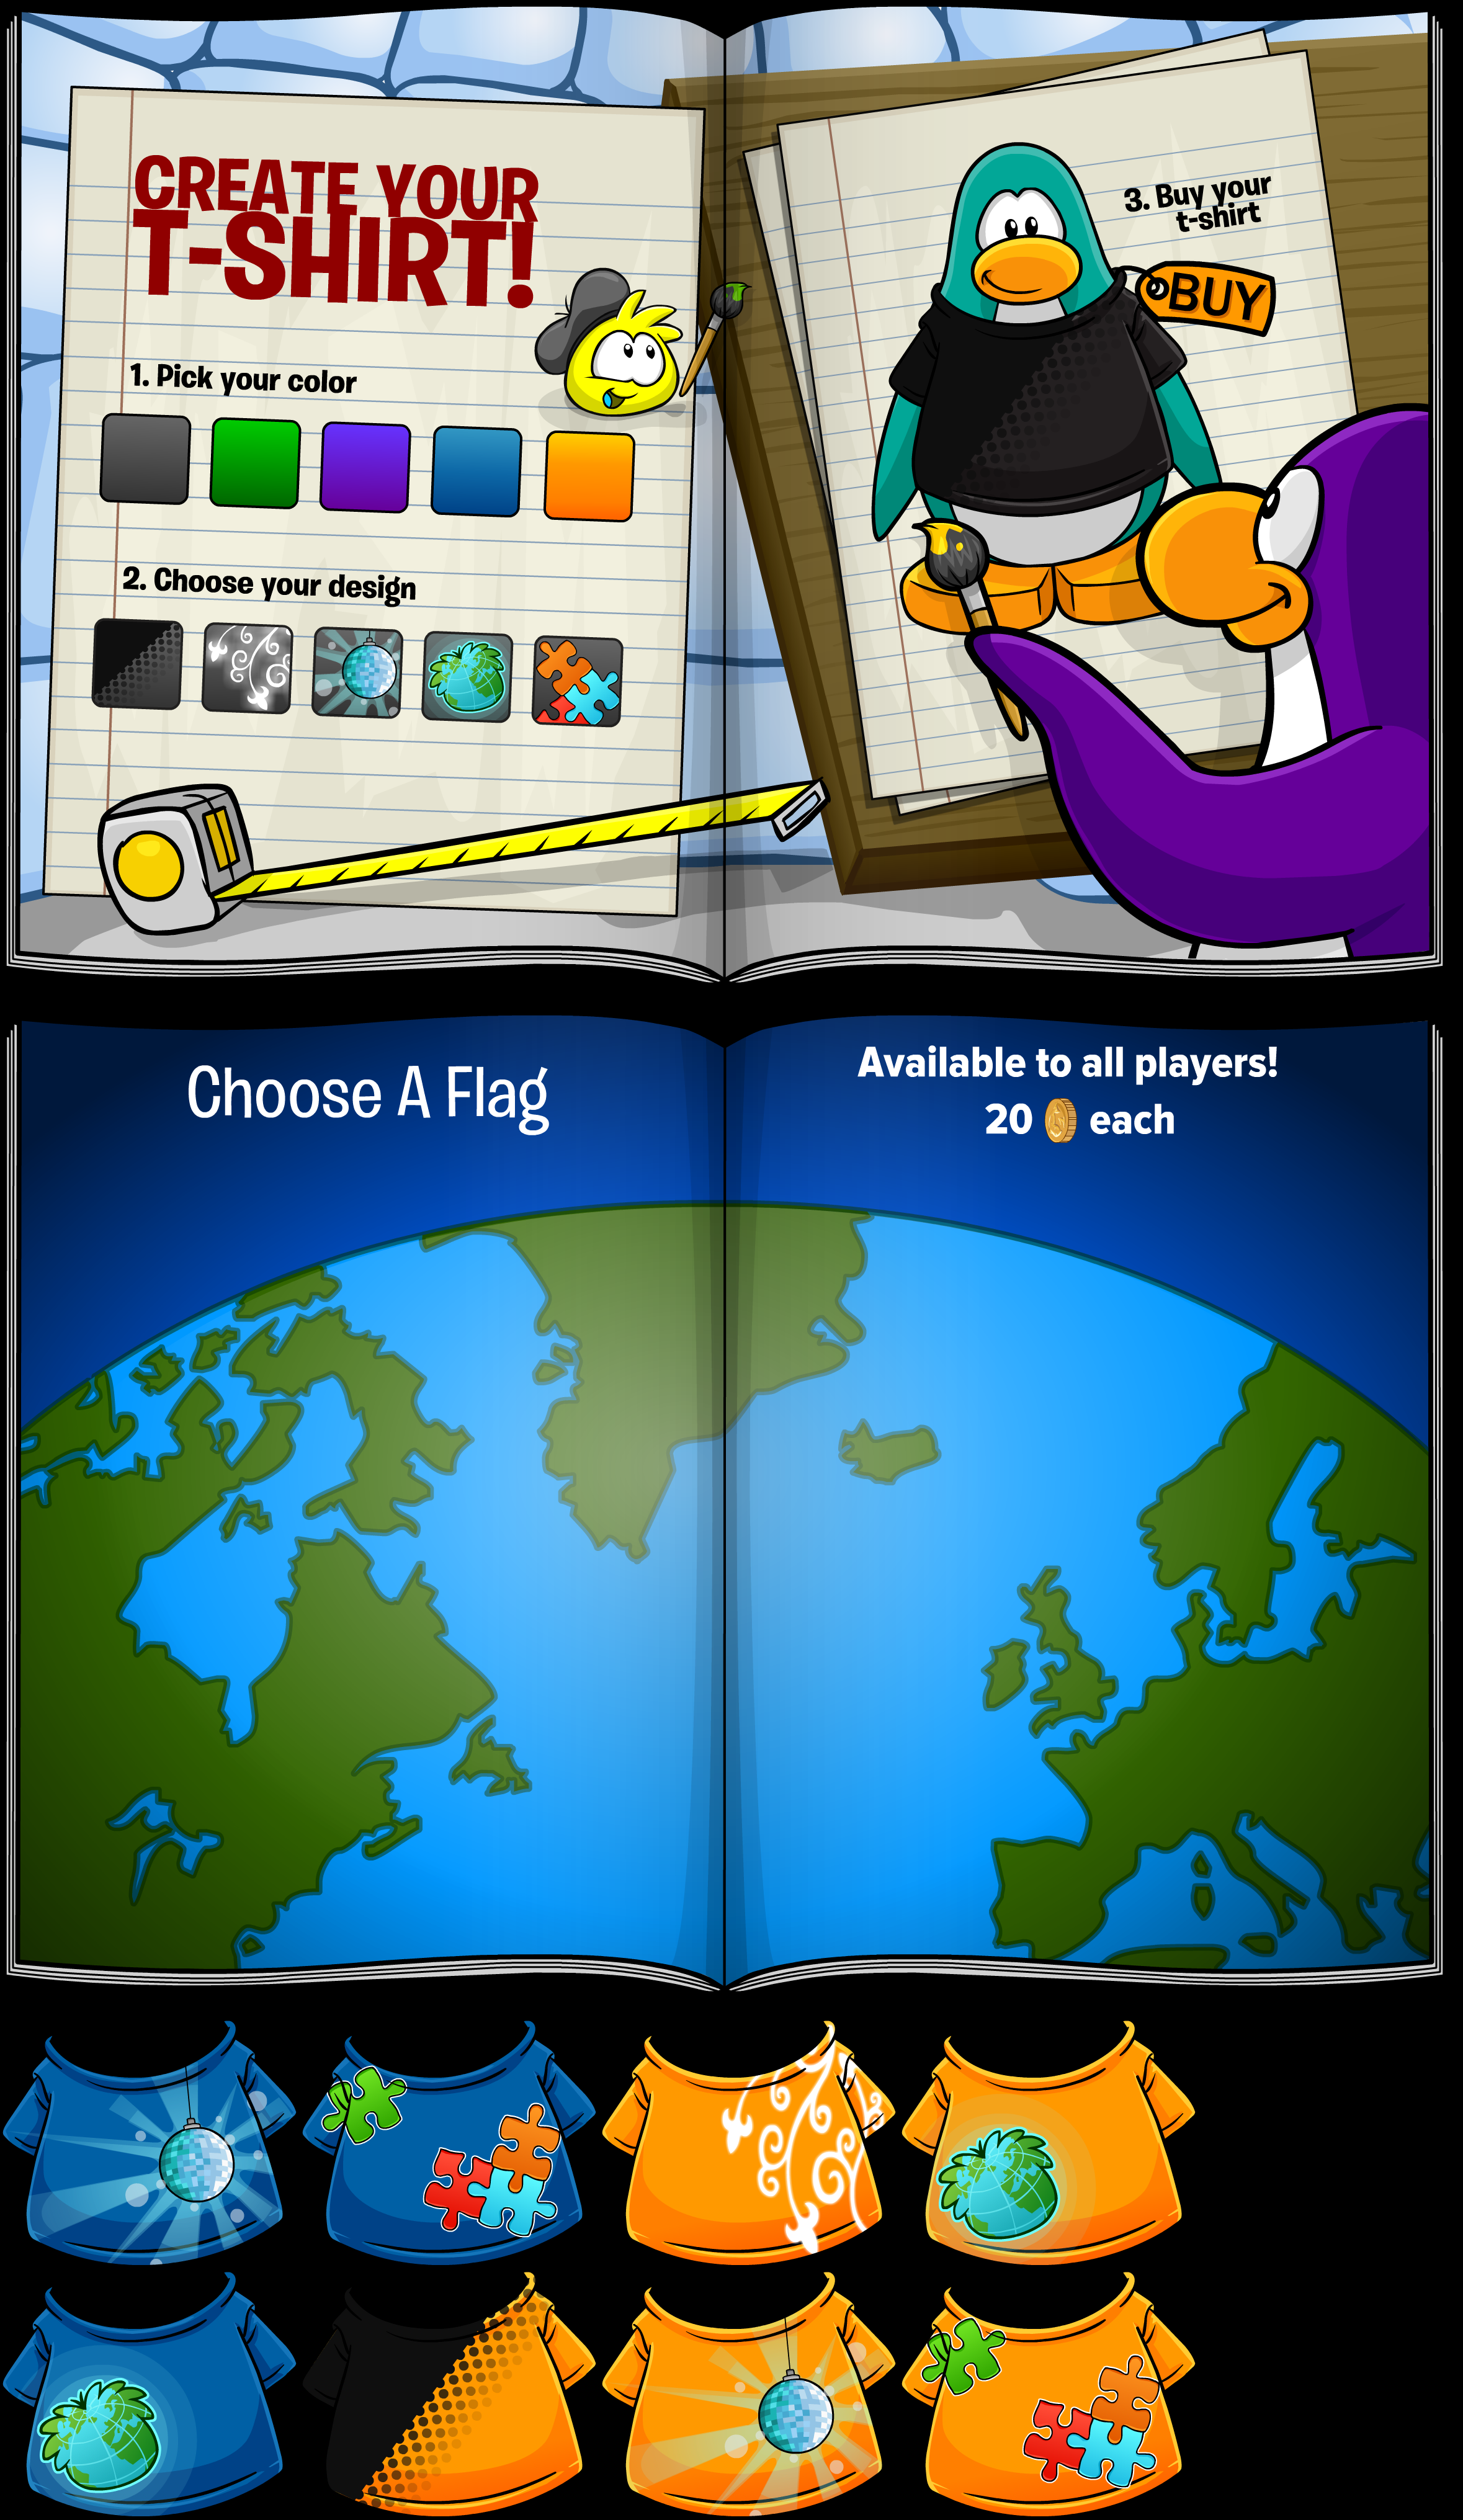 CREATE YOUR
T-SHIRT!
1. Pick your color
2. Choose your design
3. Buy your
t-shirt
BUY
Choose A Flag
Available to all players!
20 each